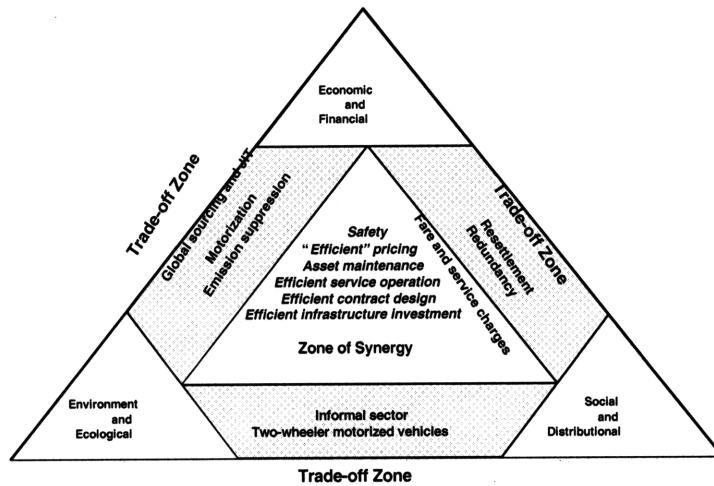 Economic
and
Financial
Trade-off Zone
Global sourcing and JIT
Motorization
Emission suppression
Trade-off Zone
Resettlement
Redundancy
Fare and service charges
Safety
"Efficient" pricing
Asset maintenance
Efficient service operation
Efficient contract design
Efficient infrastructure investment
Zone of Synergy
Environment
and
Ecological
Informal sector
Two-wheeler motorized vehicles
Social
and
Distributional
Trade-off Zone